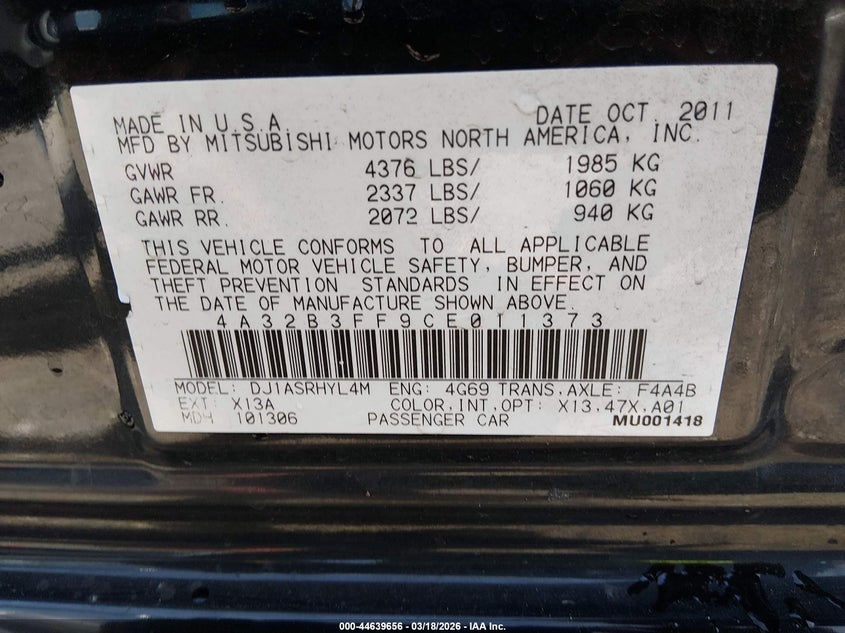 MADE IN U.S.A. DATE OCT. 2011
MFD BY MITSUBISHI MOTORS NORTH AMERICA, INC.
GVWR 4376 LBS/ 1985 KG
GAWR FR. 2337 LBS/ 1060 KG
GAWR RR. 2072 LBS/ 940 KG
THIS VEHICLE CONFORMS TO ALL APPLICABLE
FEDERAL MOTOR VEHICLE SAFETY, BUMPER, AND
THEFT PREVENTION STANDARDS IN EFFECT ON
THE DATE OF MANUFACTURE SHOWN ABOVE.
4A32B3FF9CE011373
MODEL: DJ1ASRHYL4M ENG: 4G69 TRANS,AXLE: F4A4B
EXT: X13A COLOR,INT,OPT: X13,47X,A01
MDH 101306 PASSENGER CAR MU001418
000-44639656 - 03/18/2026 - IAA Inc.